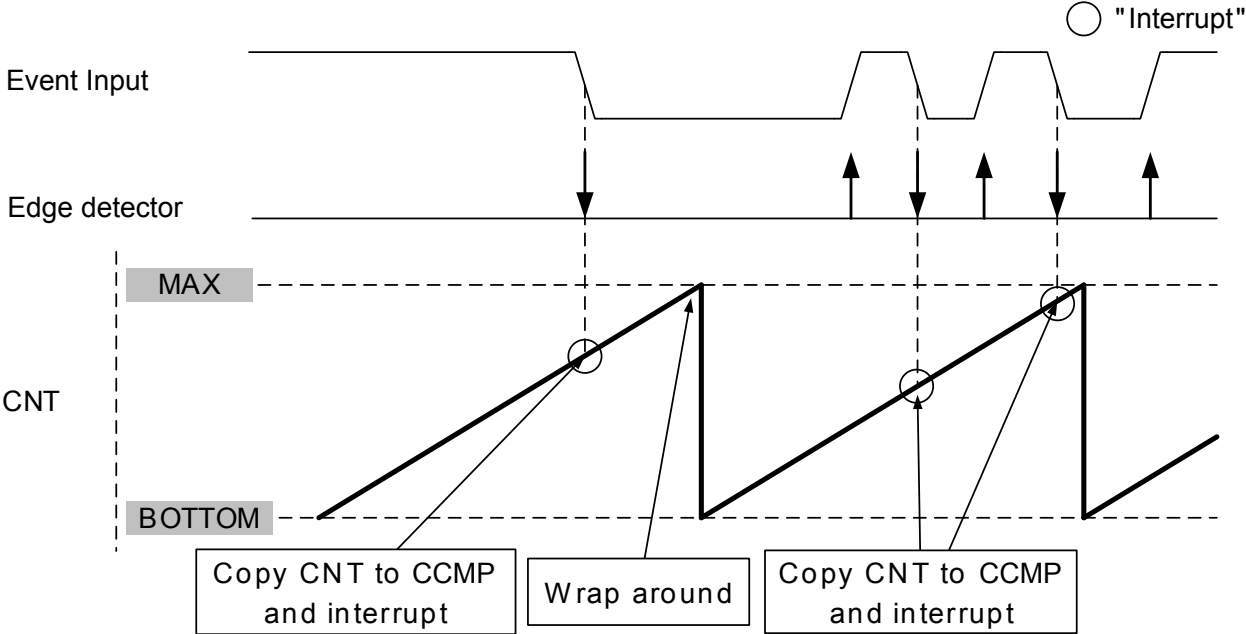 "Interrupt"
Event Input
Edge detector
MAX
CNT
BOTTOM
Copy CNT to CCMP
and interrupt
Wrap around
Copy CNT to CCMP
and interrupt